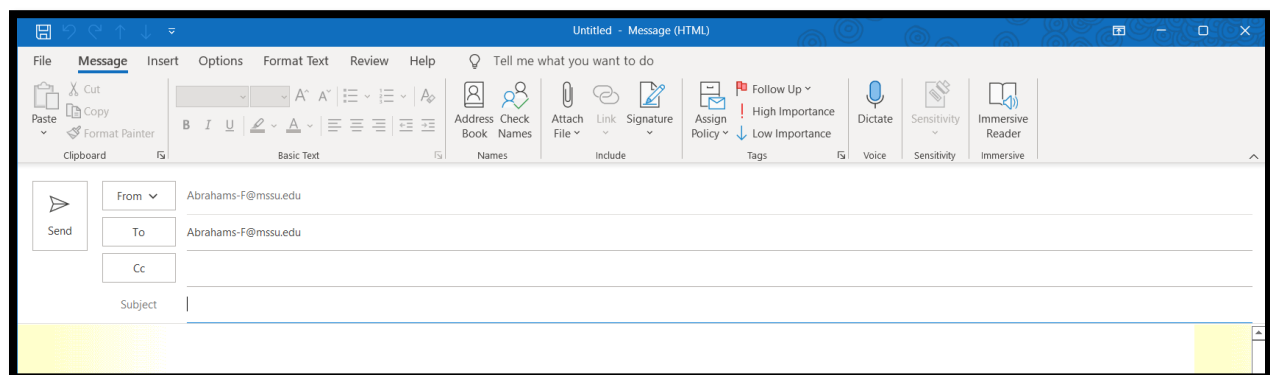 Untitled - Message (HTML)
File Message Insert Options Format Text Review Help Tell me what you want to do
Paste
Cut
Copy
Format Painter
Clipboard
B I U A
Basic Text
Address Book
Check Names
Names
Attach File
Link
Signature
Include
Assign Policy
Follow Up
High Importance
Low Importance
Tags
Dictate
Voice
Sensitivity
Sensitivity
Immersive Reader
Immersive
Send
From Abrahams-F@mssu.edu
To Abrahams-F@mssu.edu
Cc
Subject